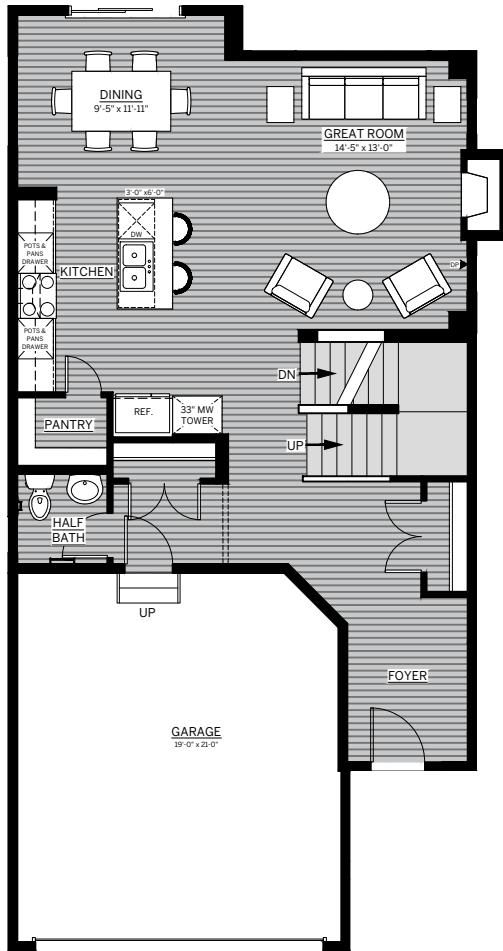 DINING
9'-5" x 11'-11"
GREAT ROOM
14'-5" x 13'-0"
3'-0" x6'-0"
DW
POTS &
PANS
DRAWER
KITCHEN
DP
POTS &
PANS
DRAWER
DN
REF.
33" MW
TOWER
PANTRY
UP
HALF
BATH
UP
FOYER
GARAGE
19'-0" x 21-0"